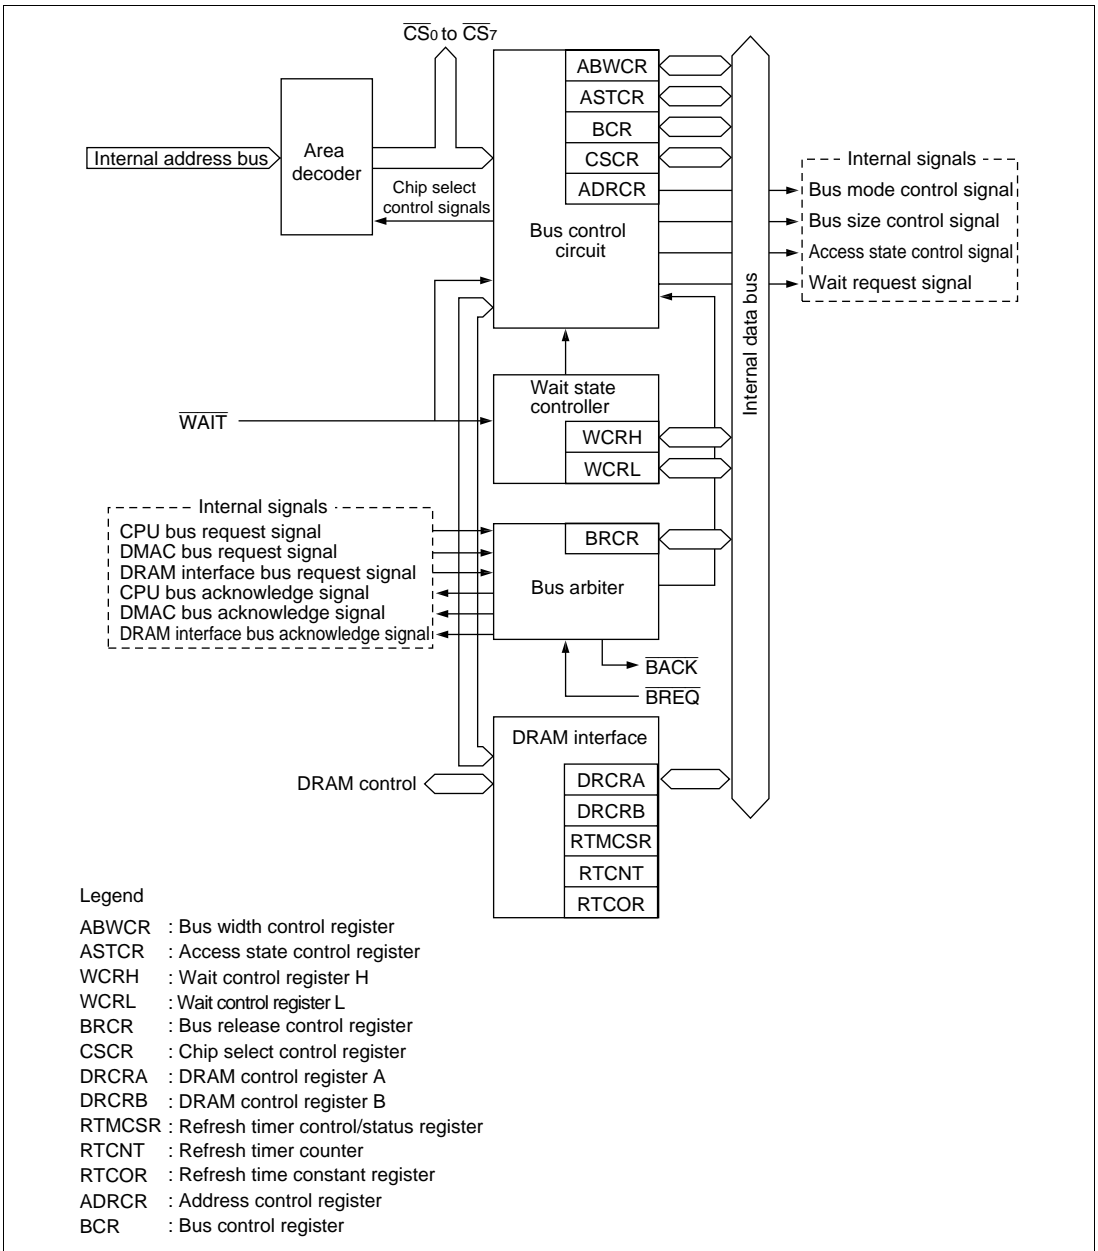 CS0 to CS7
ABWCR
ASTCR
BCR
CSCR
ADRCR
Internal address bus
Area
decoder
Chip select
control signals
Bus control
circuit
Internal signals
Bus mode control signal
Bus size control signal
Access state control signal
Wait request signal
Internal data bus
Wait state
controller
WAIT
WCRH
WCRL
Internal signals
CPU bus request signal
DMAC bus request signal
DRAM interface bus request signal
CPU bus acknowledge signal
DMAC bus acknowledge signal
DRAM interface bus acknowledge signal
BRCR
Bus arbiter
BACK
BREQ
DRAM interface
DRAM control
DRCRA
DRCRB
RTMCSR
RTCNT
RTCOR
Legend
ABWCR : Bus width control register
ASTCR : Access state control register
WCRH : Wait control register H
WCRL : Wait control register L
BRCR : Bus release control register
CSCR : Chip select control register
DRCRA : DRAM control register A
DRCRB : DRAM control register B
RTMCSR : Refresh timer control/status register
RTCNT : Refresh timer counter
RTCOR : Refresh time constant register
ADRCR : Address control register
BCR : Bus control register